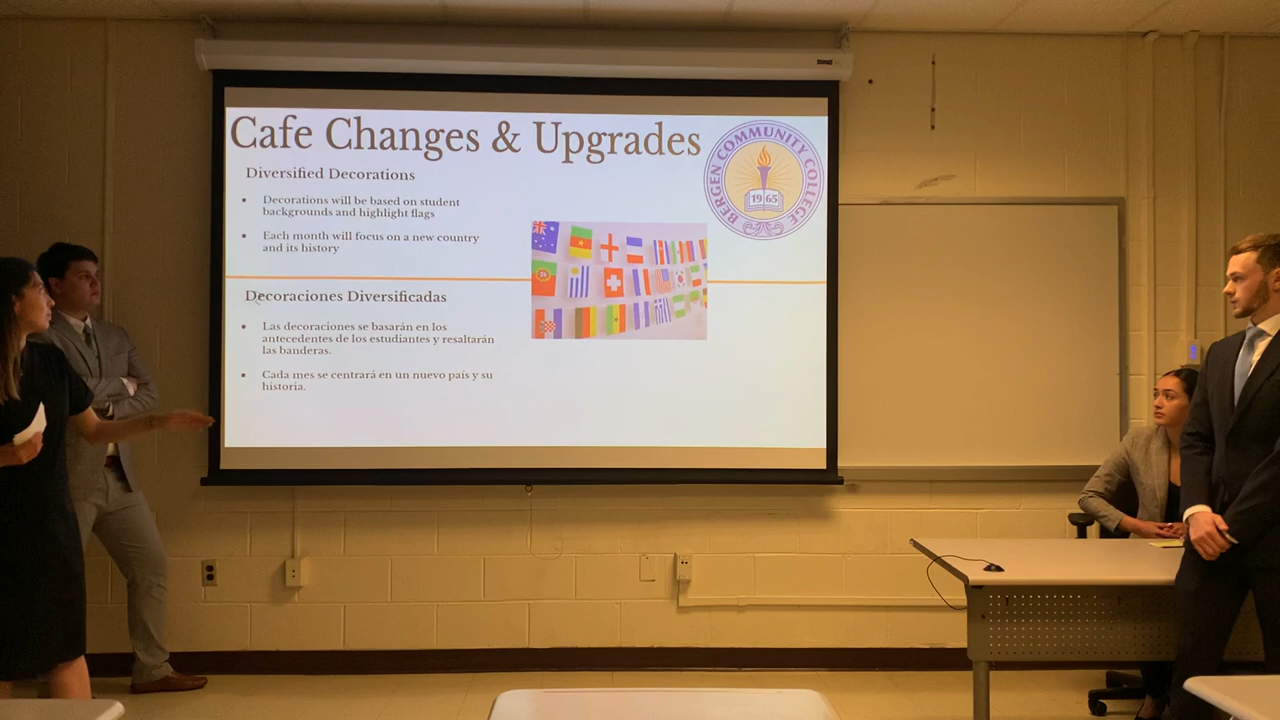 Cafe Changes & Upgrades
BERGEN COMMUNITY COLLEGE
1965
Diversified Decorations
• Decorations will be based on student
backgrounds and highlight flags
• Each month will focus on a new country
and its history
Decoraciones Diversificadas
• Las decoraciones se basarán en los
antecedentes de los estudiantes y resaltarán
las banderas.
• Cada mes se centrará en un nuevo país y su
historia.